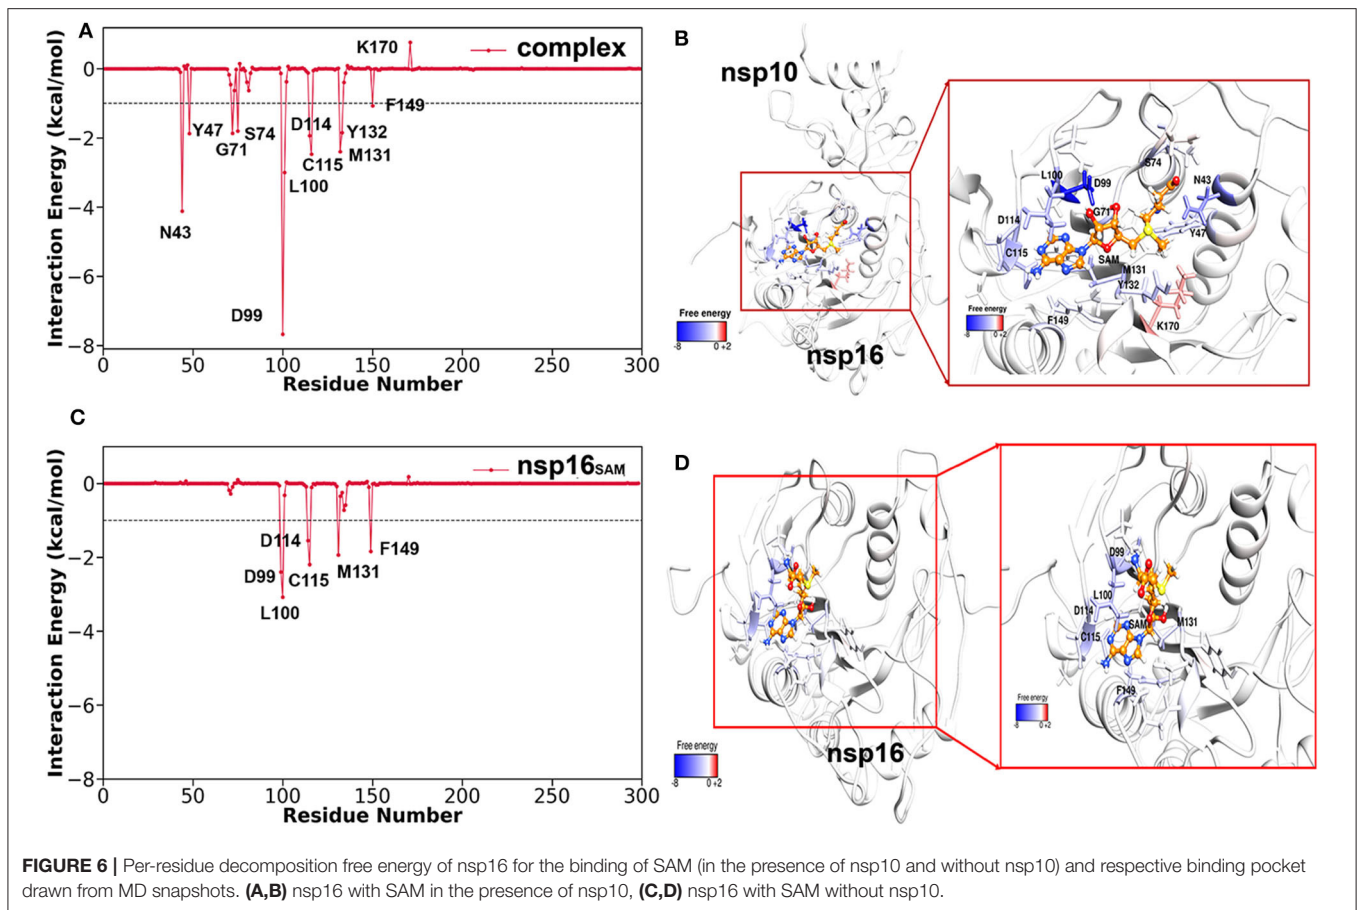 A
Interaction Energy (kcal/mol)
complex
K170
F149
Y47
G71
S74
D114
C115
L100
Y132
M131
N43
D99
0
−2
−4
−6
−8
0 50 100 150 200 250 300
Residue Number
B
nsp10
nsp16
Free energy
-8 0 +2
S74
L100
D99
N43
G71
D114
Y47
C115
SAM
M131
Y132
F149
K170
Free energy
-8 0 +2
C
Interaction Energy (kcal/mol)
nsp16SAM
D114
D99
C115
L100
M131
F149
0
−2
−4
−6
−8
0 50 100 150 200 250 300
Residue Number
D
nsp16
Free energy
-8 0 +2
D99
L100
D114
SAM
M131
C115
F149
Free energy
-8 0 +2
FIGURE 6 | Per-residue decomposition free energy of nsp16 for the binding of SAM (in the presence of nsp10 and without nsp10) and respective binding pocket
drawn from MD snapshots. (A,B) nsp16 with SAM in the presence of nsp10, (C,D) nsp16 with SAM without nsp10.